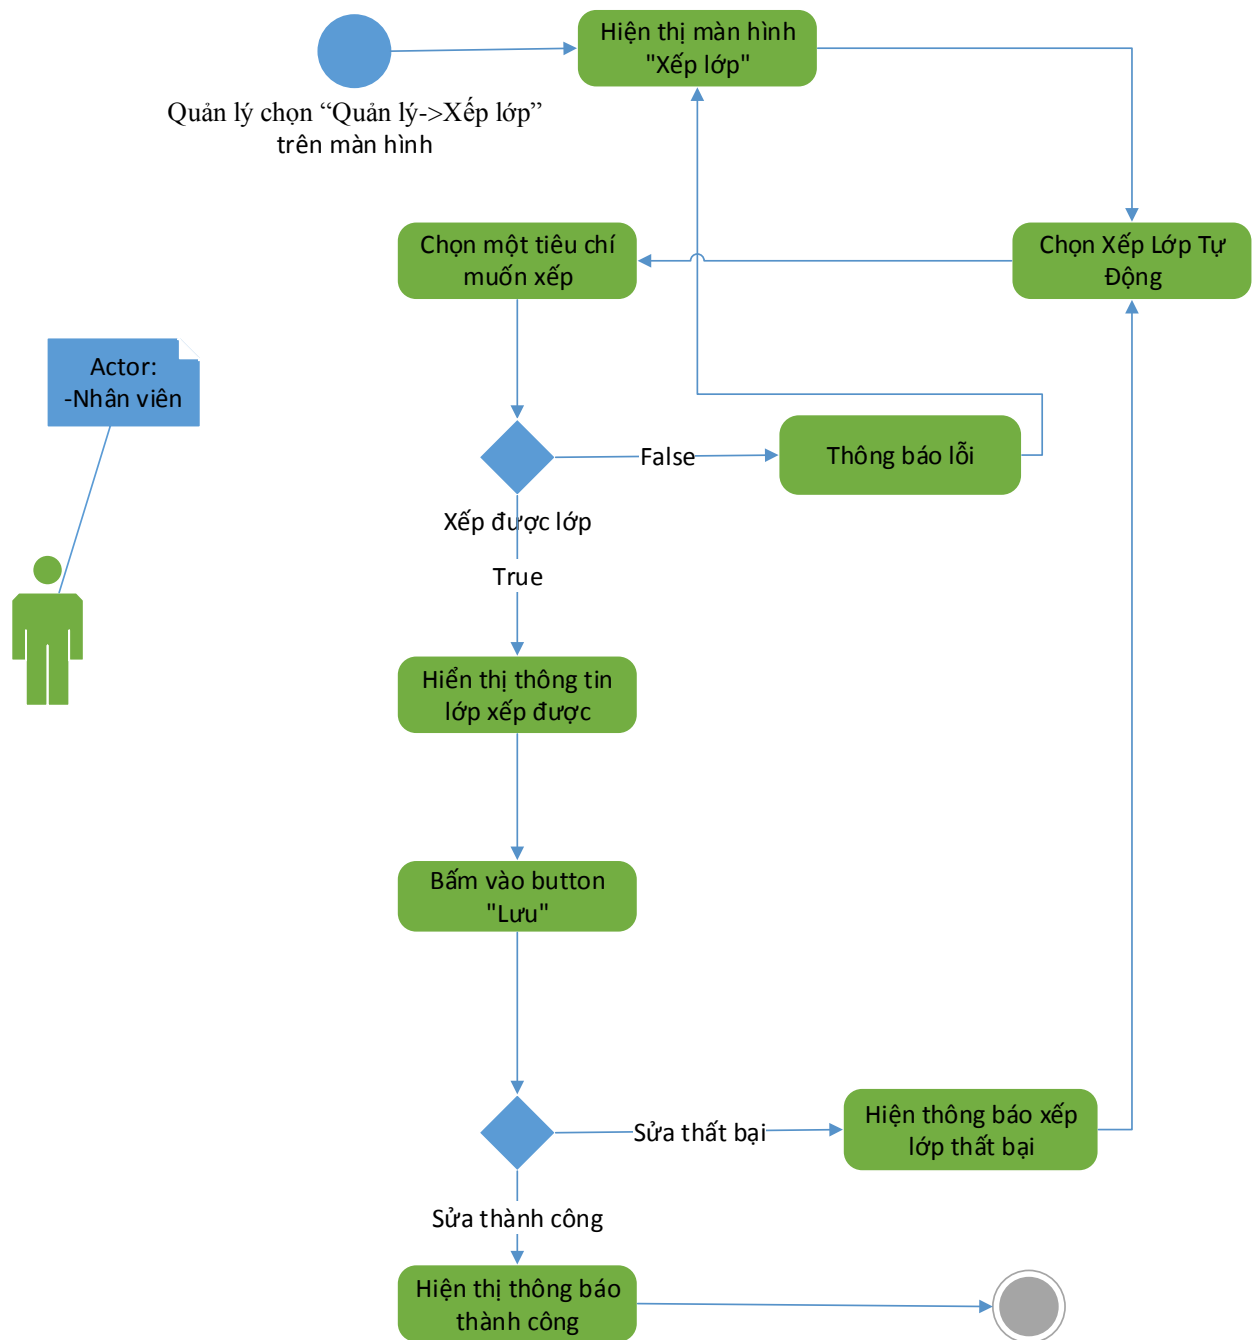 Hiện thị màn hình
"Xếp lớp"
Quản lý chọn “Quản lý->Xếp lớp”
trên màn hình
Chọn một tiêu chí
muốn xếp
Chọn Xếp Lớp Tự
Động
Actor:
-Nhân viên
False
Thông báo lỗi
Xếp được lớp
True
Hiển thị thông tin
lớp xếp được
Bấm vào button
"Lưu"
Sửa thất bại
Hiện thông báo xếp
lớp thất bại
Sửa thành công
Hiện thị thông báo
thành công